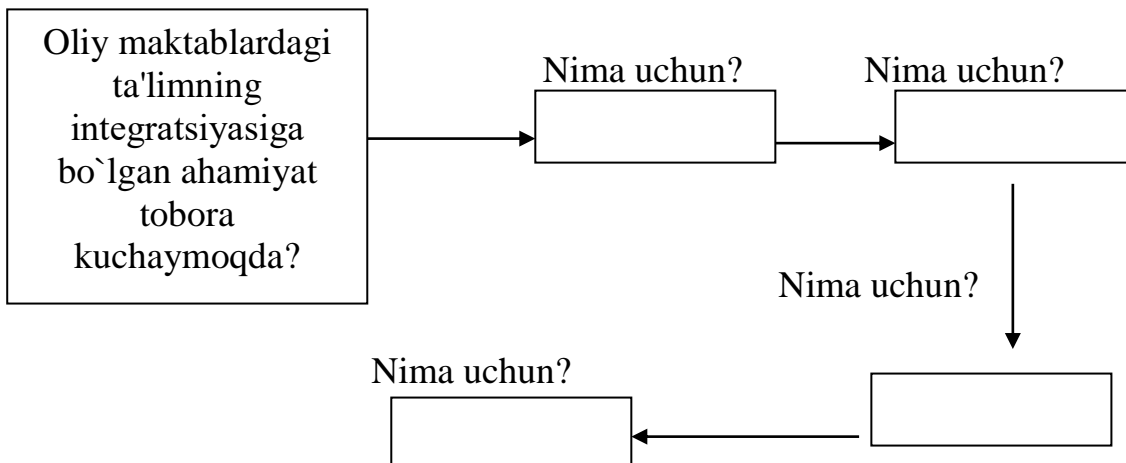 Oliy maktablardagi
ta'limning
integratsiyasiga
bo`lgan ahamiyat
tobora
kuchaymoqda?
Nima uchun?
Nima uchun?
Nima uchun?
Nima uchun?